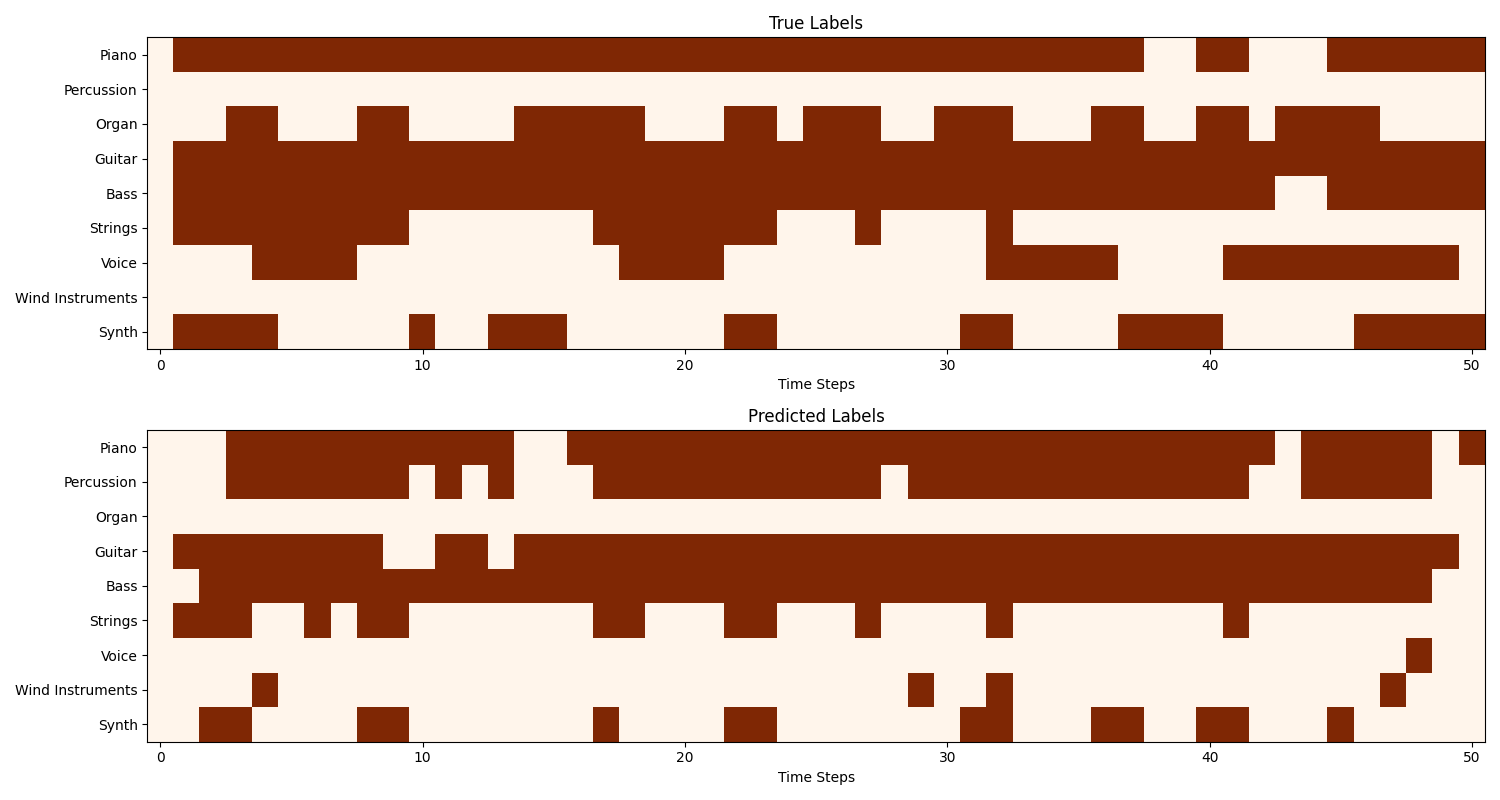 True Labels
Piano
Percussion
Organ
Guitar
Bass
Strings
Voice
Wind Instruments
Synth
0 10 20 30 40 50
Time Steps
Predicted Labels
Piano
Percussion
Organ
Guitar
Bass
Strings
Voice
Wind Instruments
Synth
0 10 20 30 40 50
Time Steps